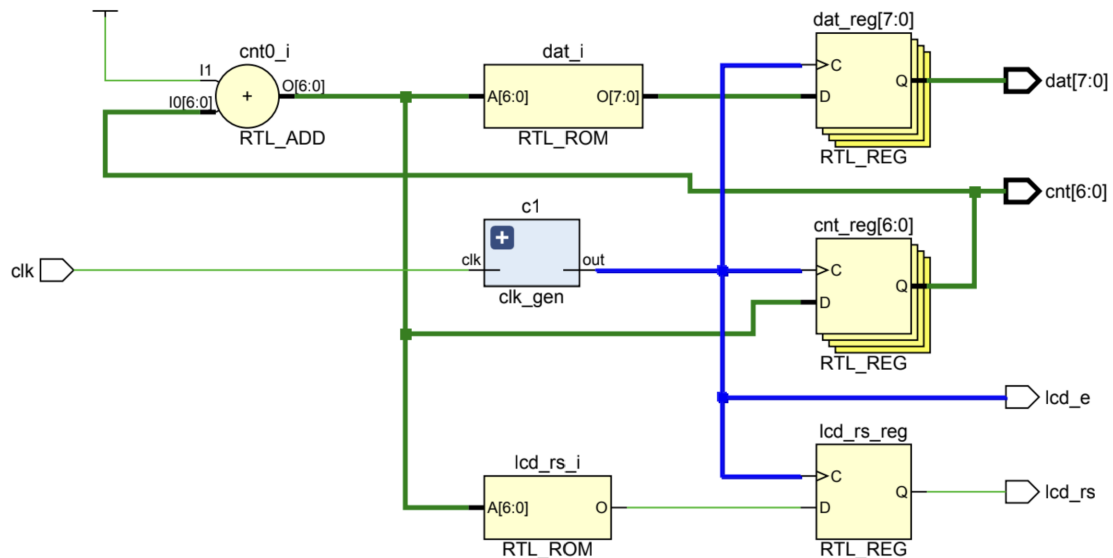 dat_reg[7:0]
cnt0_i
dat_i
I1
C
+
O[6:0]
Q
dat[7:0]
I0[6:0]
A[6:0]
O[7:0]
D
RTL_ADD
RTL_ROM
RTL_REG
cnt[6:0]
c1
cnt_reg[6:0]
+
clk
clk
out
C
clk_gen
Q
D
RTL_REG
lcd_e
lcd_rs_reg
lcd_rs_i
C
Q
lcd_rs
A[6:0]
O
D
RTL_ROM
RTL_REG